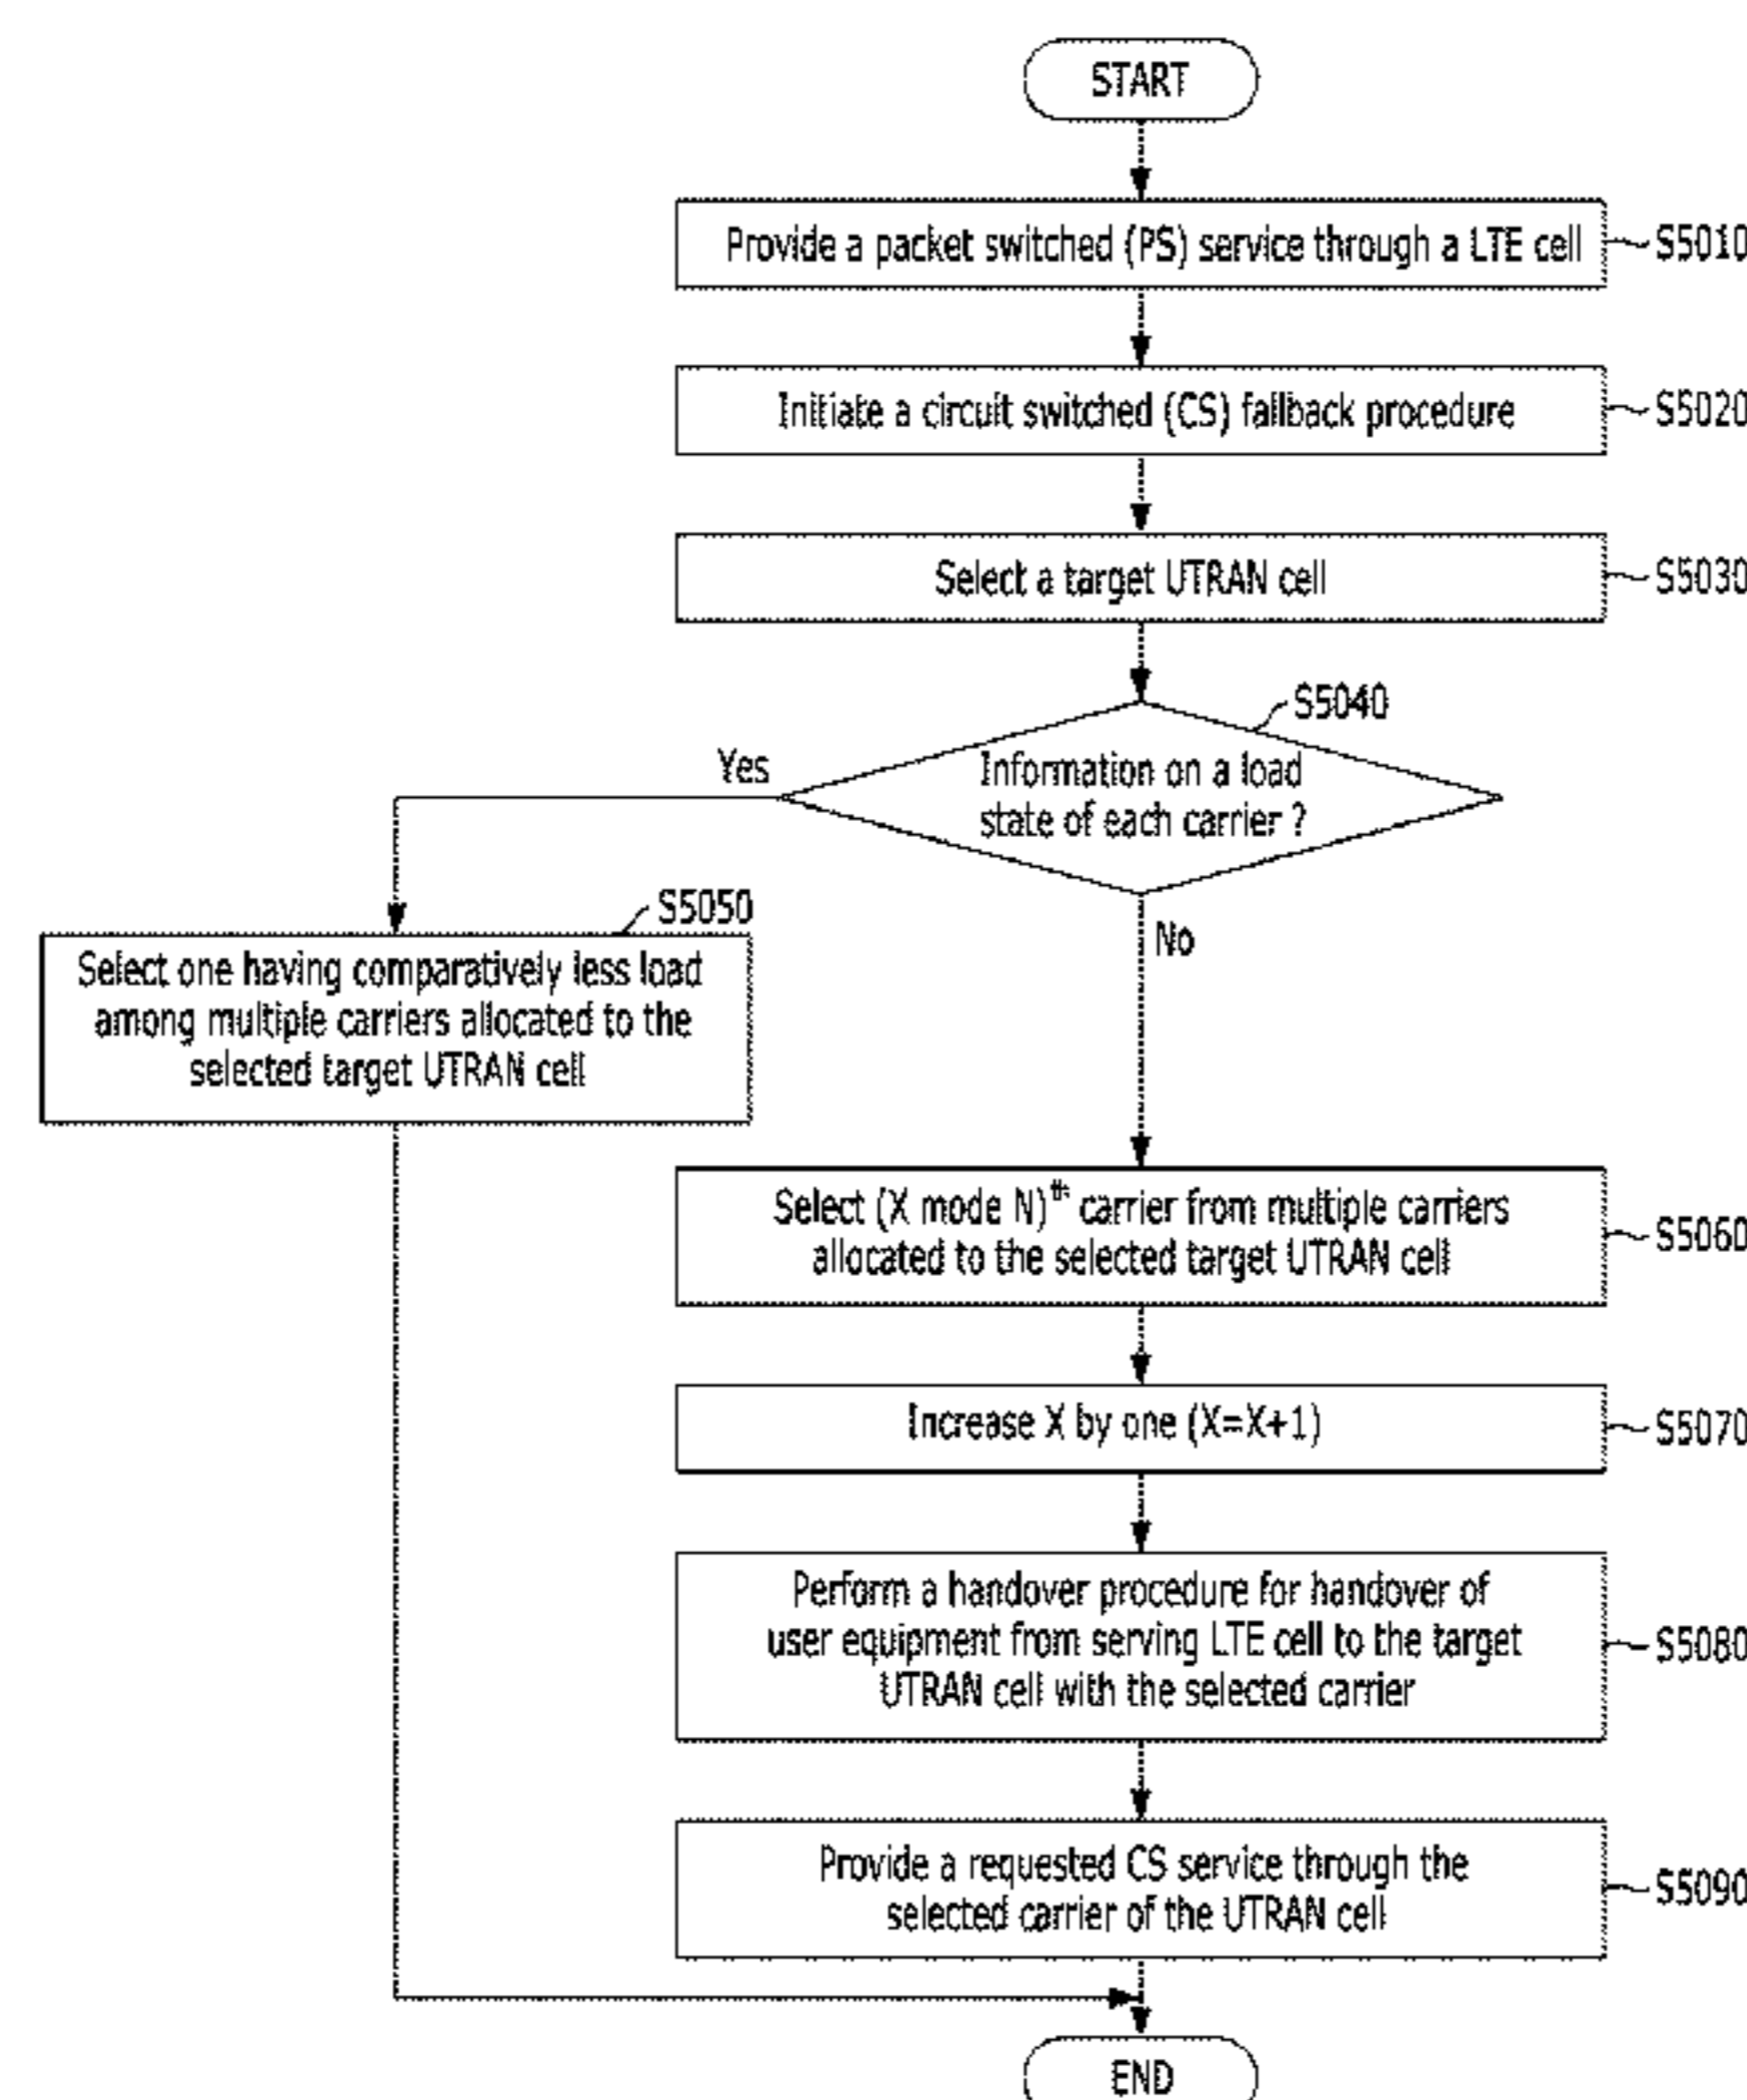 START
Provide a packet switched (PS) service through a LTE cell
S5010
Initiate a circuit switched (CS) fallback procedure
S5020
Select a target UTRAN cell
S5030
S5040
Information on a load
state of each carrier ?
Yes
No
S5050
Select one having comparatively less load
among multiple carriers allocated to the
selected target UTRAN cell
Select (X mode N)th carrier from multiple carriers
allocated to the selected target UTRAN cell
S5060
Increase X by one (X=X+1)
S5070
Perform a handover procedure for handover of
user equipment from serving LTE cell to the target
UTRAN cell with the selected carrier
S5080
Provide a requested CS service through the
selected carrier of the UTRAN cell
S5090
END